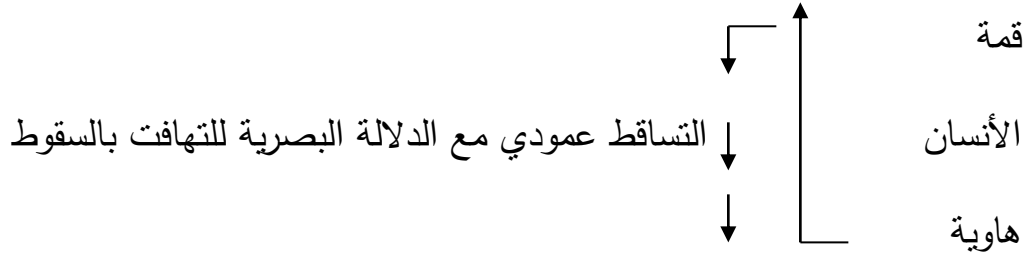 قمة
الأنسان التساقط عمودي مع الدلالة البصرية للتهافت بالسقوط
هاوية